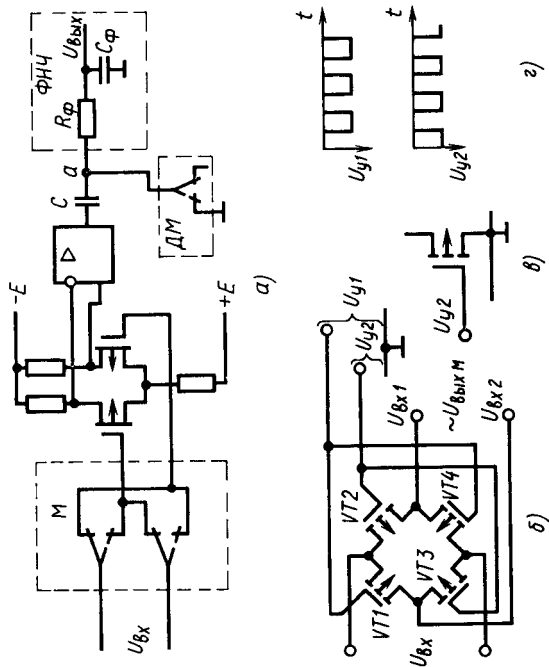 ФНЧ
-E
Rф
Uвых
C
a
Cф
М
Uвх
ДМ
+E
а)
Uу1
Uу2
VT2
VT1
Uвх1
Uвх
VT3
VT4
~Uвых м
Uвх2
б)
Uу2
в)
Uу1
t
Uу2
t
г)